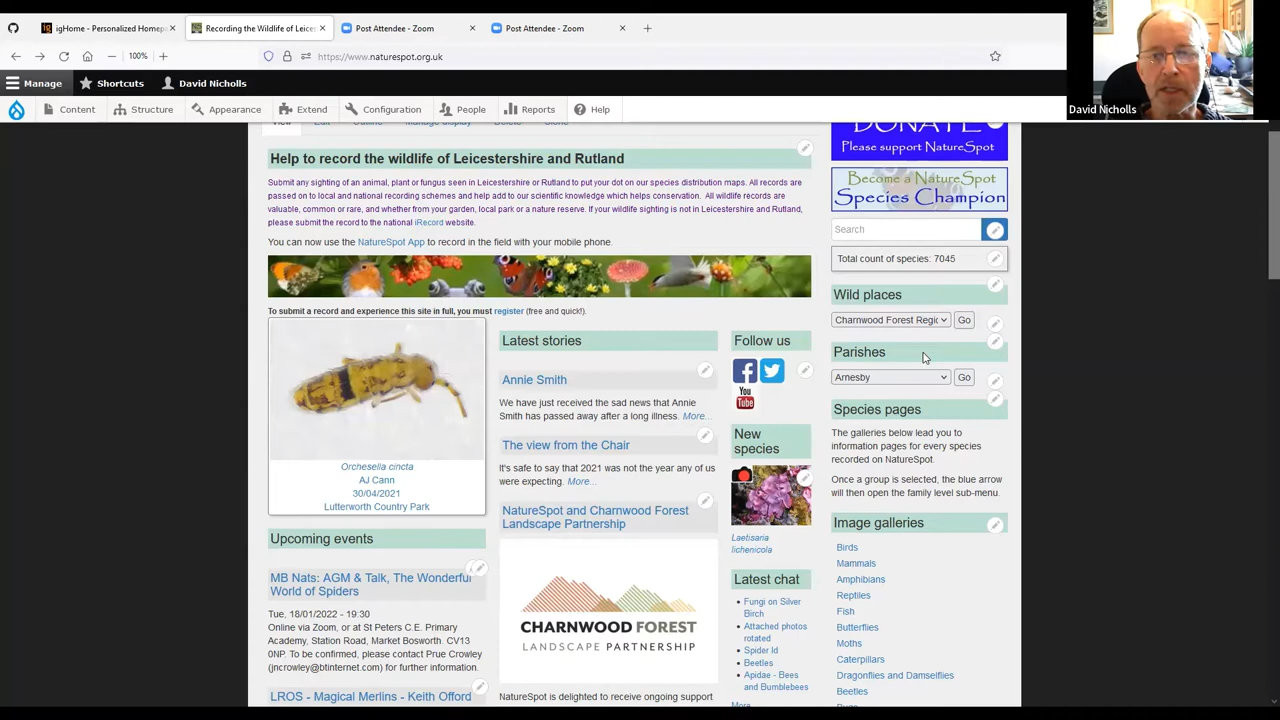 igHome - Personalized Homep
Recording the Wildlife of Leices
Post Attendee - Zoom
Post Attendee - Zoom
100%
https://www.naturespot.org.uk
Manage
Shortcuts
David Nicholls
Content
Structure
Appearance
Extend
Configuration
People
Reports
Help
David Nicholls
View
Edit
Outline
Manage display
Delete
Clone
Help to record the wildlife of Leicestershire and Rutland
Submit any sighting of an animal, plant or fungus seen in Leicestershire or Rutland to put your dot on our species distribution maps. All records are
passed on to local and national recording schemes and help add to our scientific knowledge which helps conservation. All wildlife records are
valuable, common or rare, and whether from your garden, local park or a nature reserve. If your wildlife sighting is not in Leicestershire and Rutland,
please submit the record to the national iRecord website.
You can now use the NatureSpot App to record in the field with your mobile phone.
To submit a record and experience this site in full, you must register (free and quick!).
Orchesella cincta
AJ Cann
30/04/2021
Lutterworth Country Park
Upcoming events
MB Nats: AGM & Talk, The Wonderful
World of Spiders
Tue, 18/01/2022 - 19:30
Online via Zoom, or at St Peters C.E. Primary
Academy, Station Road, Market Bosworth. CV13
0NP. To be confirmed, please contact Prue Crowley
(jncrowley@btinternet.com) for further information.
LROS - Magical Merlins - Keith Offord
Latest stories
Annie Smith
We have just received the sad news that Annie
Smith has passed away after a long illness. More...
The view from the Chair
It's safe to say that 2021 was not the year any of us
were expecting. More...
NatureSpot and Charnwood Forest
Landscape Partnership
CHARNWOOD FOREST
LANDSCAPE PARTNERSHIP
NatureSpot is delighted to receive ongoing support
Follow us
You
Tube
New
species
Laetisaria
lichenicola
Latest chat
Fungi on Silver
Birch
Attached photos
rotated
Spider Id
Beetles
Apidae - Bees
and Bumblebees
More
DONATE
Please support NatureSpot
Become a NatureSpot
Species Champion
Search
Total count of species: 7045
Wild places
Charnwood Forest Regic
Go
Parishes
Arnesby
Go
Species pages
The galleries below lead you to
information pages for every species
recorded on NatureSpot.
Once a group is selected, the blue arrow
will then open the family level sub-menu.
Image galleries
Birds
Mammals
Amphibians
Reptiles
Fish
Butterflies
Moths
Caterpillars
Dragonflies and Damselflies
Beetles
Bugs